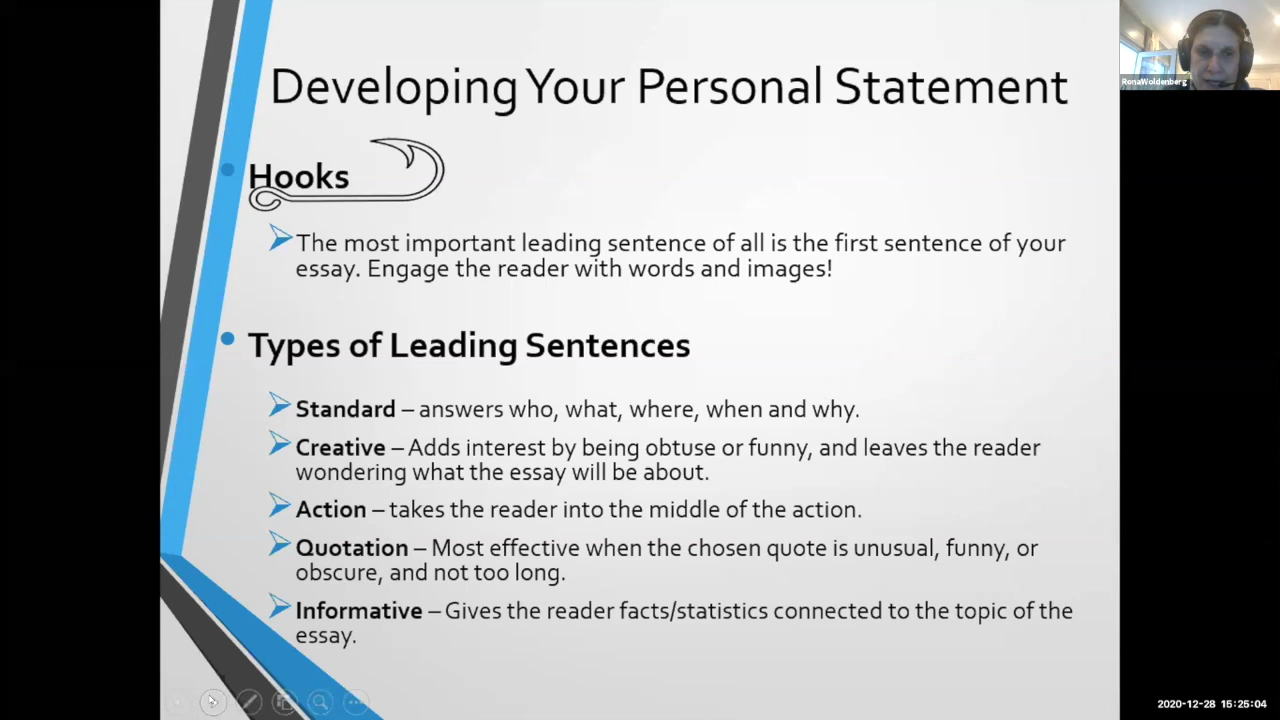 Developing Your Personal Statement
RonaWoldenberg
Hooks
The most important leading sentence of all is the first sentence of your
essay. Engage the reader with words and images!
Types of Leading Sentences
Standard – answers who, what, where, when and why.
Creative – Adds interest by being obtuse or funny, and leaves the reader
wondering what the essay will be about.
Action – takes the reader into the middle of the action.
Quotation – Most effective when the chosen quote is unusual, funny, or
obscure, and not too long.
Informative – Gives the reader facts/statistics connected to the topic of the
essay.
2020-12-28 15:25:04